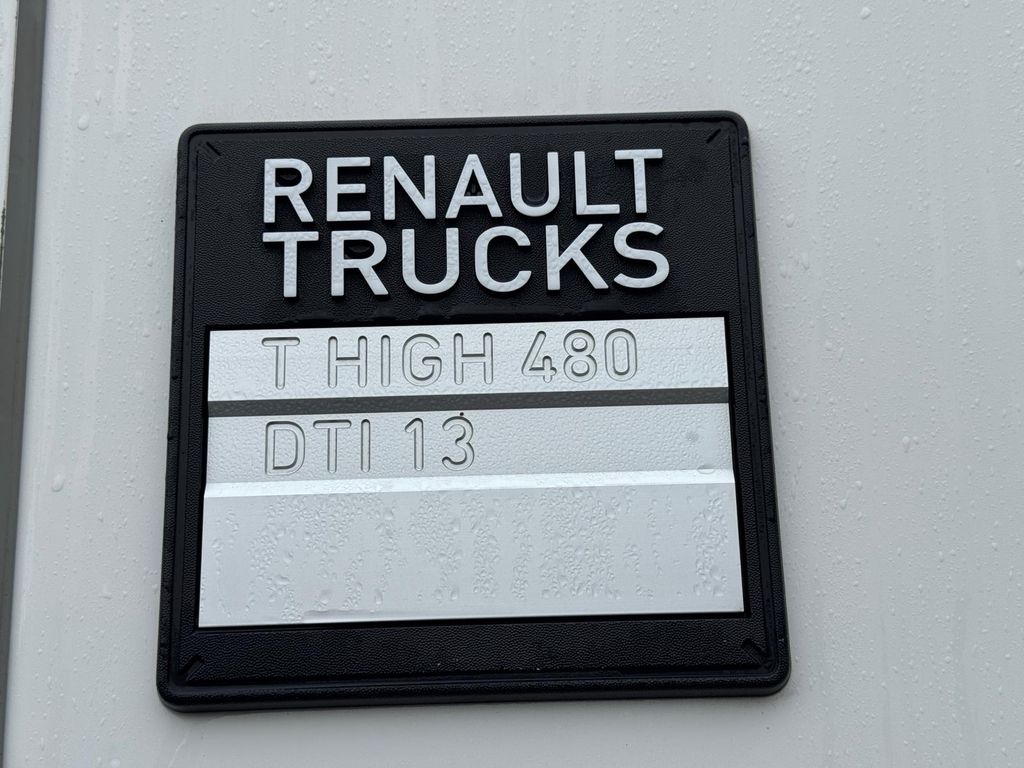 RENAULT
TRUCKS
T HIGH 480
DTI 13